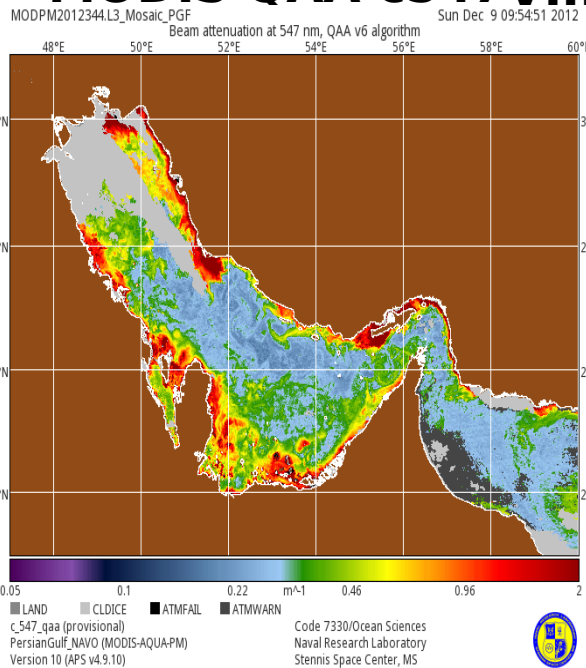 MODPM2012344.L3_Mosaic_PGF Sun Dec 9 09:54:51 2012
Beam attenuation at 547 nm, QAA v6 algorithm
48°E 50°E 52°E 54°E 56°E 58°E 60°
0.05 0.1 0.22 m^-1 0.46 0.96 2
LAND CLDICE ATMFAIL ATMWARN
c_547_qaa (provisional) Code 7330/Ocean Sciences
PersianGulf_NAVO (MODIS-AQUA-PM) Naval Research Laboratory
Version 10 (APS v4.9.10) Stennis Space Center, MS